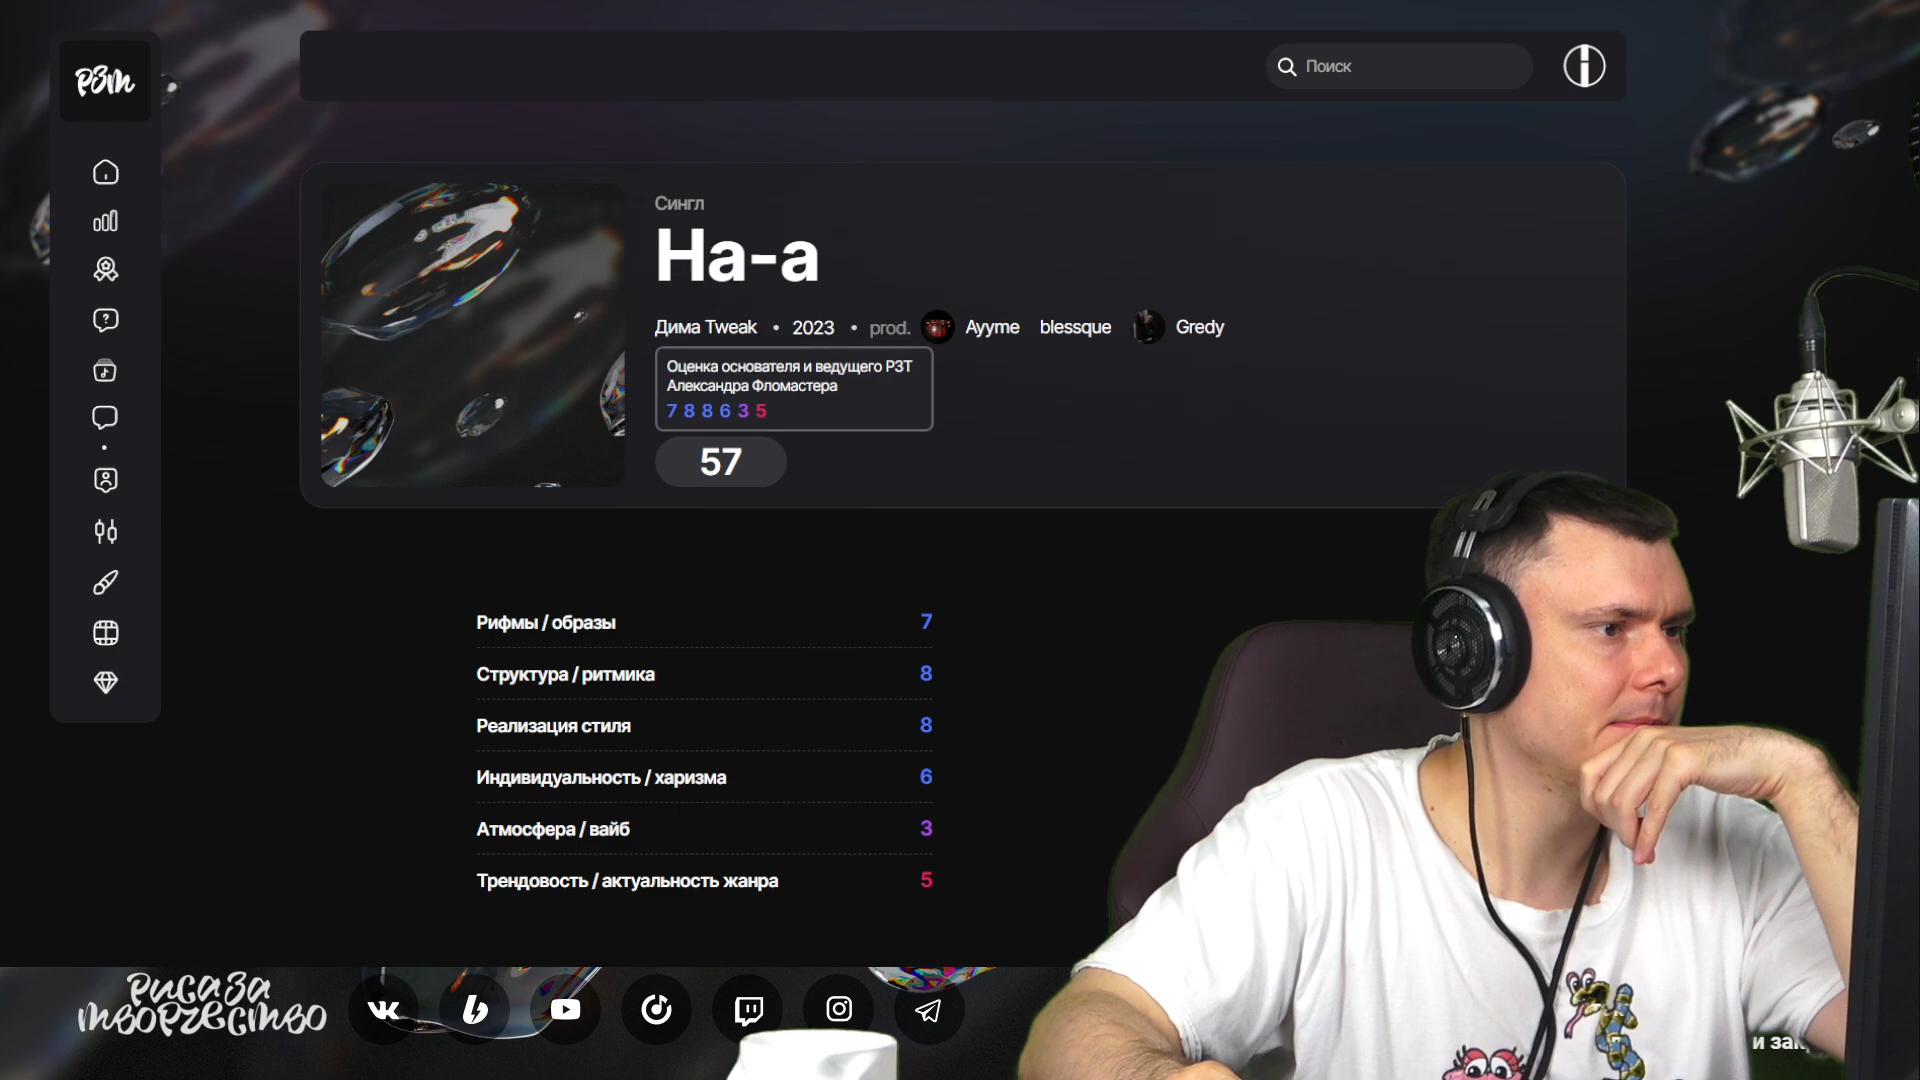 РЗТ
Поиск
Сингл
На-а
Дима Tweak • 2023 • prod. Ayyme blessque Gredy
Оценка основателя и ведущего РЗТ
Александра Фломастера
7 8 8 6 3 5
57
Рифмы / образы 7
Структура / ритмика 8
Реализация стиля 8
Индивидуальность / харизма 6
Атмосфера / вайб 3
Трендовость / актуальность жанра 5
РИСАЗА
ТВОРЧЕСТВО
и